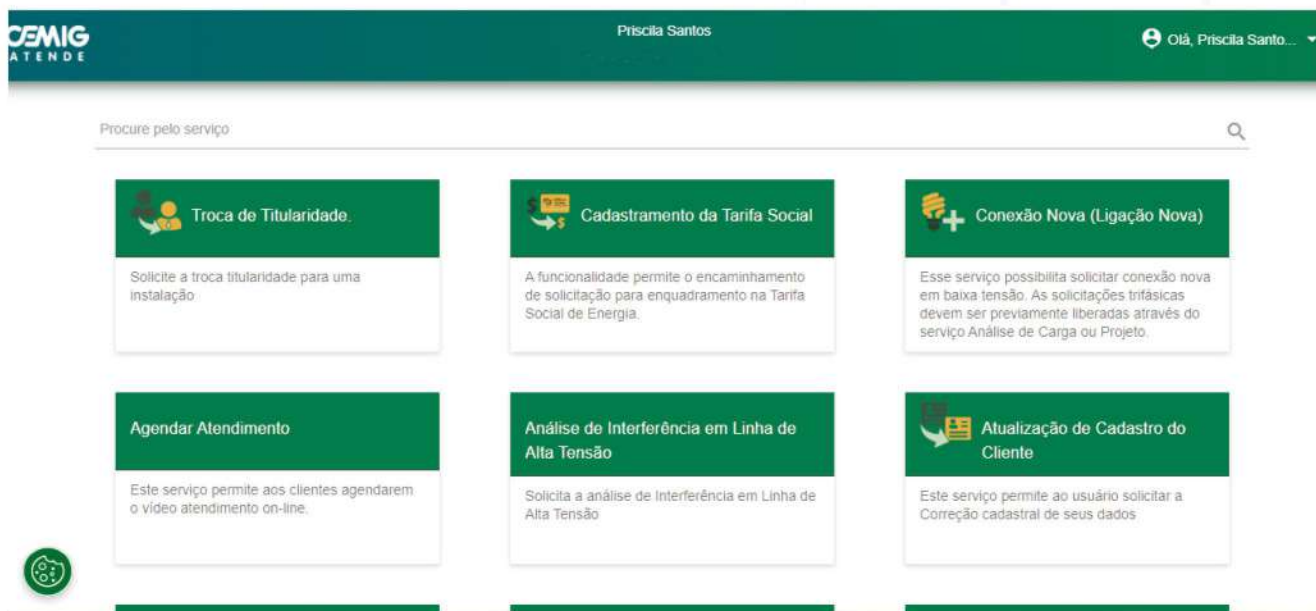 CEMIG
ATENDE
Priscila Santos
Olá, Priscila Santo...
Procure pelo serviço
Troca de Titularidade.
Solicite a troca titularidade para uma
instalação
Cadastramento da Tarifa Social
A funcionalidade permite o encaminhamento
de solicitação para enquadramento na Tarifa
Social de Energia.
Conexão Nova (Ligação Nova)
Esse serviço possibilita solicitar conexão nova
em baixa tensão. As solicitações trifásicas
devem ser previamente liberadas através do
serviço Análise de Carga ou Projeto.
Agendar Atendimento
Este serviço permite aos clientes agendarem
o vídeo atendimento on-line.
Análise de Interferência em Linha de
Alta Tensão
Solicita a análise de Interferência em Linha de
Alta Tensão
Atualização de Cadastro do
Cliente
Este serviço permite ao usuário solicitar a
Correção cadastral de seus dados